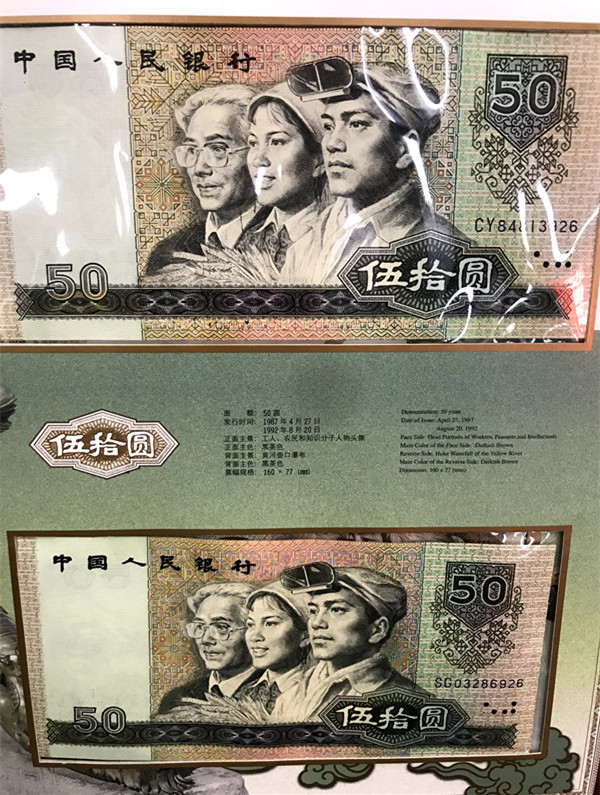 中国人民银行
50
CY84813926
50
伍拾圆
伍拾圆
面 额: 50圆
发行时间: 1987年4月27日
1992年8月20日
正面主景: 工人、农民和知识分子人物头像
正面主色: 黑茶色
背面主景: 黄河壶口瀑布
背面主色: 黑茶色
票幅规格: 160 × 77 (mm)
Denomination: 50 yuan
Date of Issue: April 27, 1987
August 20, 1992
Face Side: Head Portraits of Workers, Peasants and Intellectuals
Main Color of the Face Side: Darkish Brown
Reverse Side: Huko Waterfall of the Yellow River
Main Color of the Reverse Side: Darkish Brown
Dimension: 160 x 77 (mm)
中国人民银行
50
SG03286926
50
伍拾圆